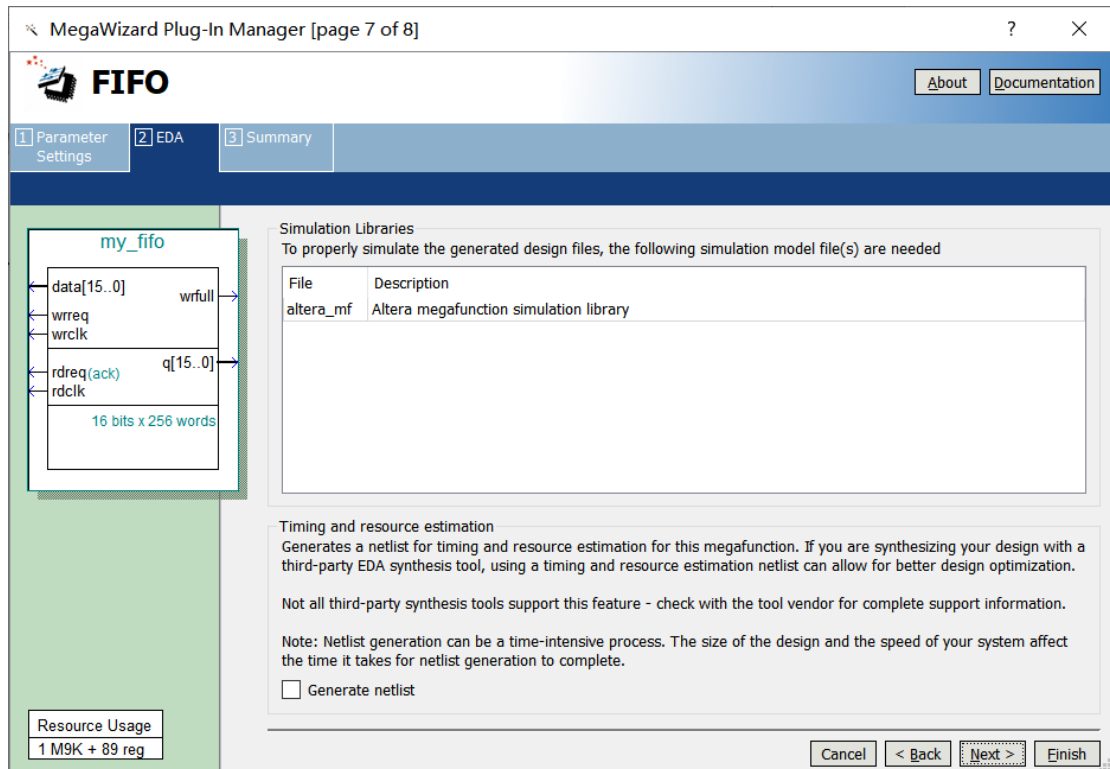 MegaWizard Plug-In Manager [page 7 of 8]
?
FIFO
About
Documentation
1 Parameter Settings
2 EDA
3 Summary
my_fifo
data[15..0]
wrfull
wrreq
wrclk
q[15..0]
rdreq(ack)
rdclk
16 bits x 256 words
Resource Usage
1 M9K + 89 reg
Simulation Libraries
To properly simulate the generated design files, the following simulation model file(s) are needed
File Description
altera_mf Altera megafunction simulation library
Timing and resource estimation
Generates a netlist for timing and resource estimation for this megafunction. If you are synthesizing your design with a
third-party EDA synthesis tool, using a timing and resource estimation netlist can allow for better design optimization.
Not all third-party synthesis tools support this feature - check with the tool vendor for complete support information.
Note: Netlist generation can be a time-intensive process. The size of the design and the speed of your system affect
the time it takes for netlist generation to complete.
Generate netlist
Cancel
< Back
Next >
Finish